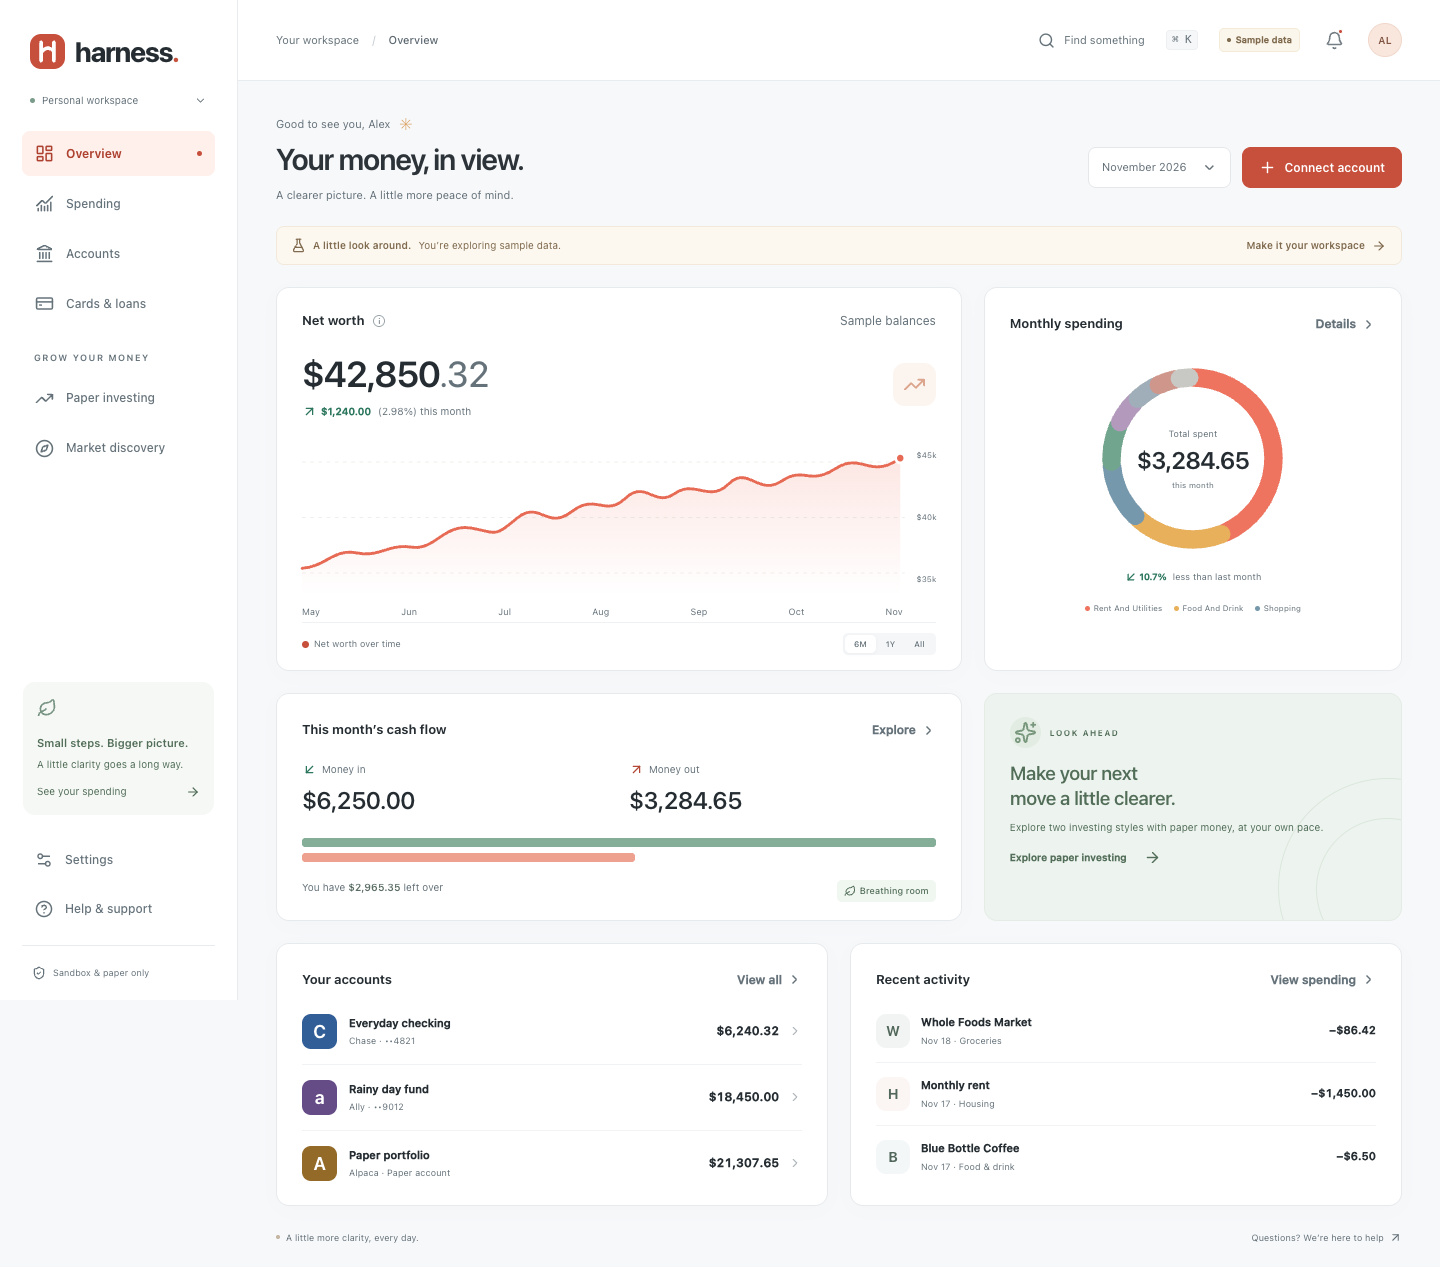 harness.
Personal workspace
Overview
Spending
Accounts
Cards & loans
GROW YOUR MONEY
Paper investing
Market discovery
Small steps. Bigger picture.
A little clarity goes a long way.
See your spending
Settings
Help & support
Sandbox & paper only
Your workspace / Overview
Find something ⌘ K
Sample data
AL
Good to see you, Alex
Your money, in view.
A clearer picture. A little more peace of mind.
November 2026
Connect account
A little look around. You're exploring sample data.
Make it your workspace
Net worth
Sample balances
$42,850.32
$1,240.00 (2.98%) this month
$45k
$40k
$35k
May Jun Jul Aug Sep Oct Nov
Net worth over time
6M 1Y All
Monthly spending
Details
Total spent
$3,284.65
this month
10.7% less than last month
Rent And Utilities Food And Drink Shopping
This month's cash flow
Explore
Money in
$6,250.00
Money out
$3,284.65
You have $2,965.35 left over
Breathing room
LOOK AHEAD
Make your next
move a little clearer.
Explore two investing styles with paper money, at your own pace.
Explore paper investing
Your accounts
View all
C
Everyday checking
Chase · ••4821
$6,240.32
a
Rainy day fund
Ally · ••9012
$18,450.00
A
Paper portfolio
Alpaca · Paper account
$21,307.65
Recent activity
View spending
W
Whole Foods Market
Nov 18 · Groceries
−$86.42
H
Monthly rent
Nov 17 · Housing
−$1,450.00
B
Blue Bottle Coffee
Nov 17 · Food & drink
−$6.50
A little more clarity, every day.
Questions? We're here to help